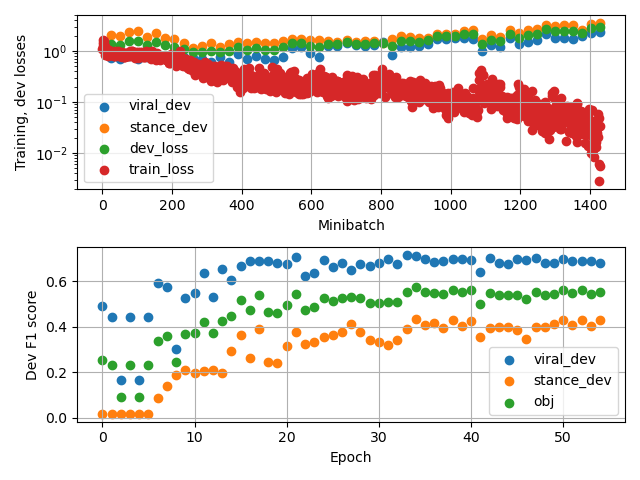 Training, dev losses
10^0
10^-1
10^-2
viral_dev
stance_dev
dev_loss
train_loss
0 200 400 600 800 1000 1200 1400
Minibatch
Dev F1 score
0.6
0.4
0.2
0.0
viral_dev
stance_dev
obj
0 10 20 30 40 50
Epoch